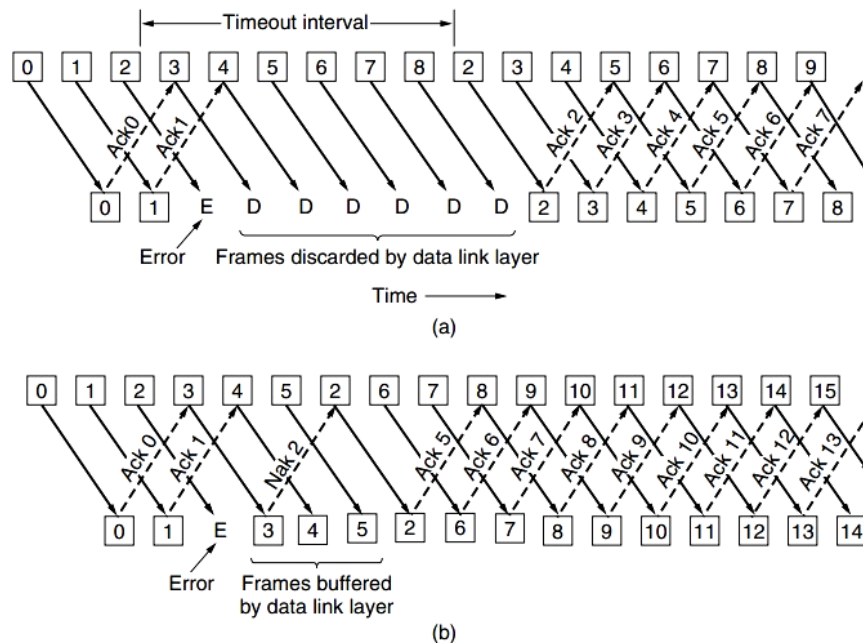 Timeout interval
0 1 2 3 4 5 6 7 8 2 3 4 5 6 7 8 9
Ack0 Ack1 Ack 2 Ack 3 Ack 4 Ack 5 Ack 6 Ack 7
0 1 E D D D D D D 2 3 4 5 6 7 8
Error Frames discarded by data link layer
Time
(a)
0 1 2 3 4 5 2 6 7 8 9 10 11 12 13 14 15
Ack 0 Ack 1 Nak 2 Ack 5 Ack 6 Ack 7 Ack 8 Ack 9 Ack 10 Ack 11 Ack 12 Ack 13
0 1 E 3 4 5 2 6 7 8 9 10 11 12 13 14
Error Frames buffered
by data link layer
(b)